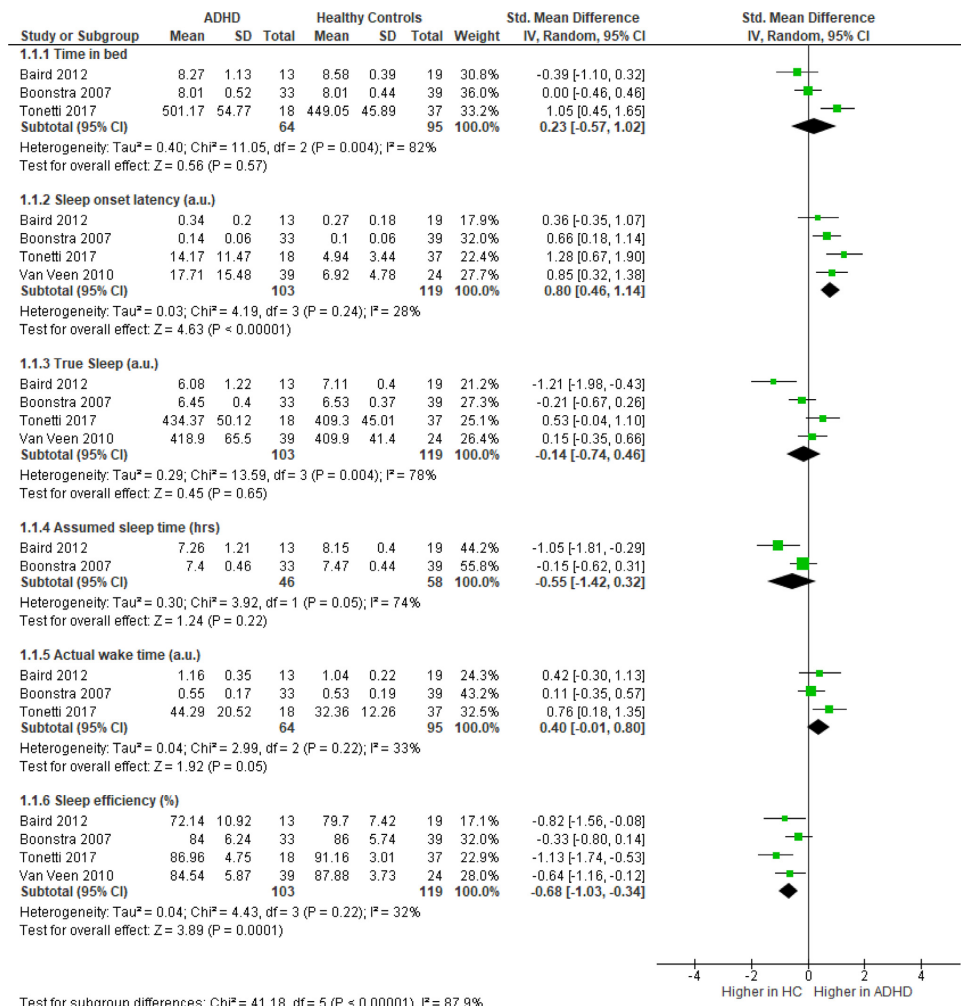 ADHD Healthy Controls Std. Mean Difference Std. Mean Difference
Study or Subgroup Mean SD Total Mean SD Total Weight IV, Random, 95% CI IV, Random, 95% CI
1.1.1 Time in bed
Baird 2012 8.27 1.13 13 8.58 0.39 19 30.8% -0.39 [-1.10, 0.32]
Boonstra 2007 8.01 0.52 33 8.01 0.44 39 36.0% 0.00 [-0.46, 0.46]
Tonetti 2017 501.17 54.77 18 449.05 45.89 37 33.2% 1.05 [0.45, 1.65]
Subtotal (95% CI) 64 95 100.0% 0.23 [-0.57, 1.02]
Heterogeneity: Tau² = 0.40; Chi² = 11.05, df = 2 (P = 0.004); I² = 82%
Test for overall effect: Z = 0.56 (P = 0.57)
1.1.2 Sleep onset latency (a.u.)
Baird 2012 0.34 0.2 13 0.27 0.18 19 17.9% 0.36 [-0.35, 1.07]
Boonstra 2007 0.14 0.06 33 0.1 0.06 39 32.0% 0.66 [0.18, 1.14]
Tonetti 2017 14.17 11.47 18 4.94 3.44 37 22.4% 1.28 [0.67, 1.90]
Van Veen 2010 17.71 15.48 39 6.92 4.78 24 27.7% 0.85 [0.32, 1.38]
Subtotal (95% CI) 103 119 100.0% 0.80 [0.46, 1.14]
Heterogeneity: Tau² = 0.03; Chi² = 4.19, df = 3 (P = 0.24); I² = 28%
Test for overall effect: Z = 4.63 (P < 0.00001)
1.1.3 True Sleep (a.u.)
Baird 2012 6.08 1.22 13 7.11 0.4 19 21.2% -1.21 [-1.98, -0.43]
Boonstra 2007 6.45 0.4 33 6.53 0.37 39 27.3% -0.21 [-0.67, 0.26]
Tonetti 2017 434.37 50.12 18 409.3 45.01 37 25.1% 0.53 [-0.04, 1.10]
Van Veen 2010 418.9 65.5 39 409.9 41.4 24 26.4% 0.15 [-0.35, 0.66]
Subtotal (95% CI) 103 119 100.0% -0.14 [-0.74, 0.46]
Heterogeneity: Tau² = 0.29; Chi² = 13.59, df = 3 (P = 0.004); I² = 78%
Test for overall effect: Z = 0.45 (P = 0.65)
1.1.4 Assumed sleep time (hrs)
Baird 2012 7.26 1.21 13 8.15 0.4 19 44.2% -1.05 [-1.81, -0.29]
Boonstra 2007 7.4 0.46 33 7.47 0.44 39 55.8% -0.15 [-0.62, 0.31]
Subtotal (95% CI) 46 58 100.0% -0.55 [-1.42, 0.32]
Heterogeneity: Tau² = 0.30; Chi² = 3.92, df = 1 (P = 0.05); I² = 74%
Test for overall effect: Z = 1.24 (P = 0.22)
1.1.5 Actual wake time (a.u.)
Baird 2012 1.16 0.35 13 1.04 0.22 19 24.3% 0.42 [-0.30, 1.13]
Boonstra 2007 0.55 0.17 33 0.53 0.19 39 43.2% 0.11 [-0.35, 0.57]
Tonetti 2017 44.29 20.52 18 32.36 12.26 37 32.5% 0.76 [0.18, 1.35]
Subtotal (95% CI) 64 95 100.0% 0.40 [-0.01, 0.80]
Heterogeneity: Tau² = 0.04; Chi² = 2.99, df = 2 (P = 0.22); I² = 33%
Test for overall effect: Z = 1.92 (P = 0.05)
1.1.6 Sleep efficiency (%)
Baird 2012 72.14 10.92 13 79.7 7.42 19 17.1% -0.82 [-1.56, -0.08]
Boonstra 2007 84 6.24 33 86 5.74 39 32.0% -0.33 [-0.80, 0.14]
Tonetti 2017 86.96 4.75 18 91.16 3.01 37 22.9% -1.13 [-1.74, -0.53]
Van Veen 2010 84.54 5.87 39 87.88 3.73 24 28.0% -0.64 [-1.16, -0.12]
Subtotal (95% CI) 103 119 100.0% -0.68 [-1.03, -0.34]
Heterogeneity: Tau² = 0.04; Chi² = 4.43, df = 3 (P = 0.22); I² = 32%
Test for overall effect: Z = 3.89 (P = 0.0001)
-4 -2 0 2 4
Higher in HC Higher in ADHD
Test for subgroup differences: Chi² = 41.18, df = 5 (P < 0.00001), I² = 87.9%